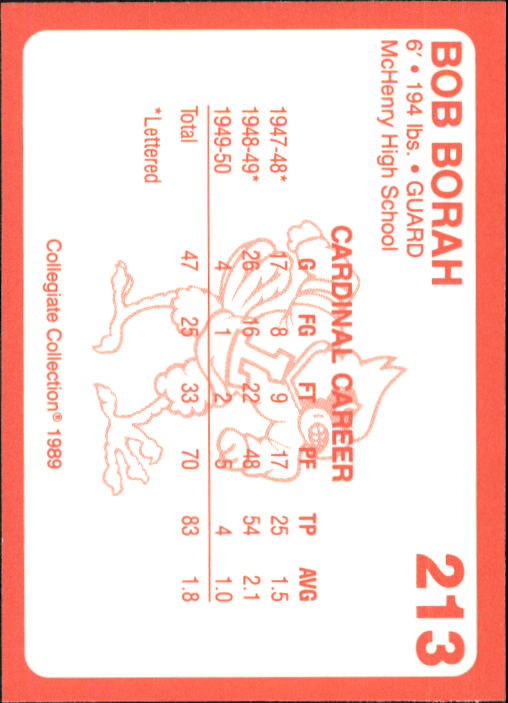 BOB BORAH 213
6′ • 194 lbs. • GUARD
McHenry High School
CARDINAL CAREER
G FG FT PF TP AVG
1947-48* 17 8 9 17 25 1.5
1948-49* 26 16 22 48 54 2.1
1949-50 4 1 2 5 4 1.0
Total 47 25 33 70 83 1.8
*Lettered
Collegiate Collection® 1989